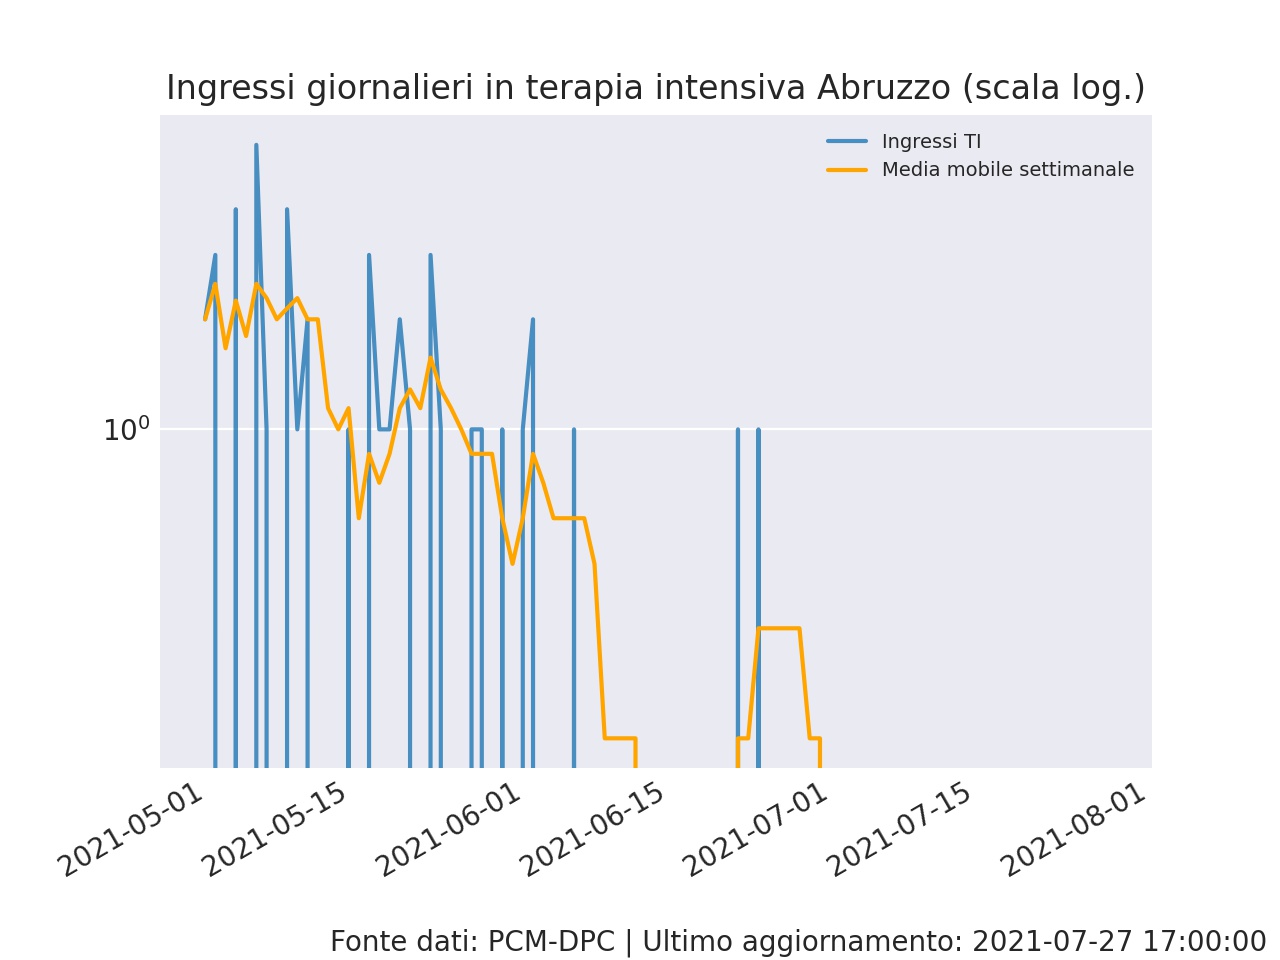 Ingressi giornalieri in terapia intensiva Abruzzo (scala log.)
Ingressi TI
Media mobile settimanale
10⁰
2021-05-01
2021-05-15
2021-06-01
2021-06-15
2021-07-01
2021-07-15
2021-08-01
Fonte dati: PCM-DPC | Ultimo aggiornamento: 2021-07-27 17:00:00